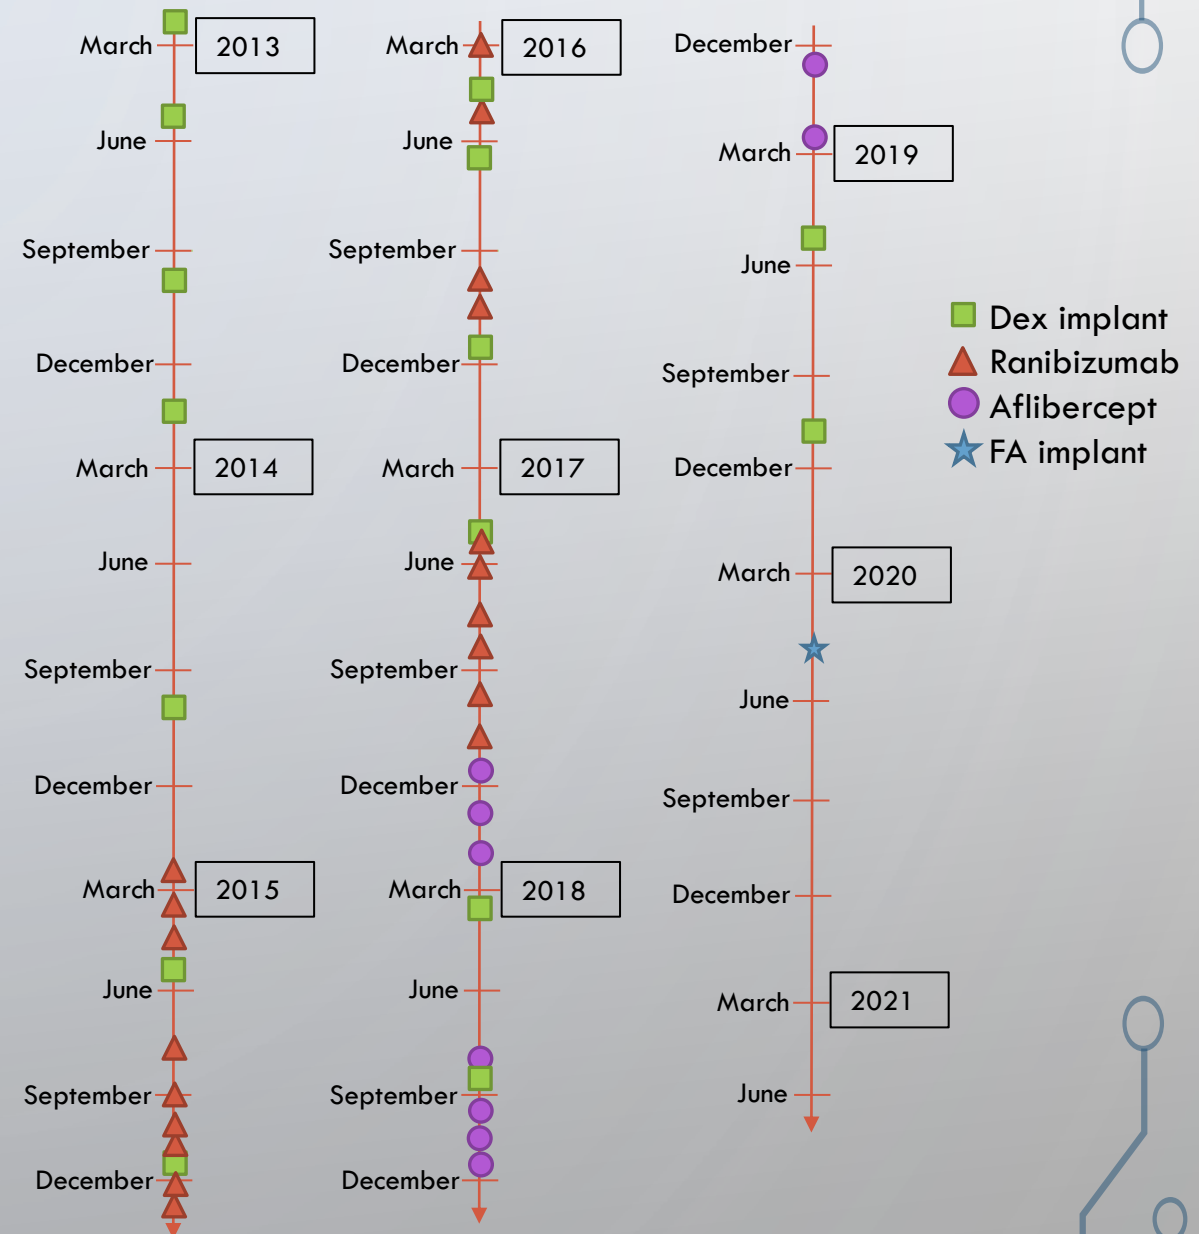 March 2013
June
September
December
March 2014
June
September
December
March 2015
June
September
December
March 2016
June
September
December
March 2017
June
September
December
March 2018
June
September
December
December
March 2019
June
September
December
March 2020
June
September
December
March 2021
June
Dex implant
Ranibizumab
Aflibercept
FA implant